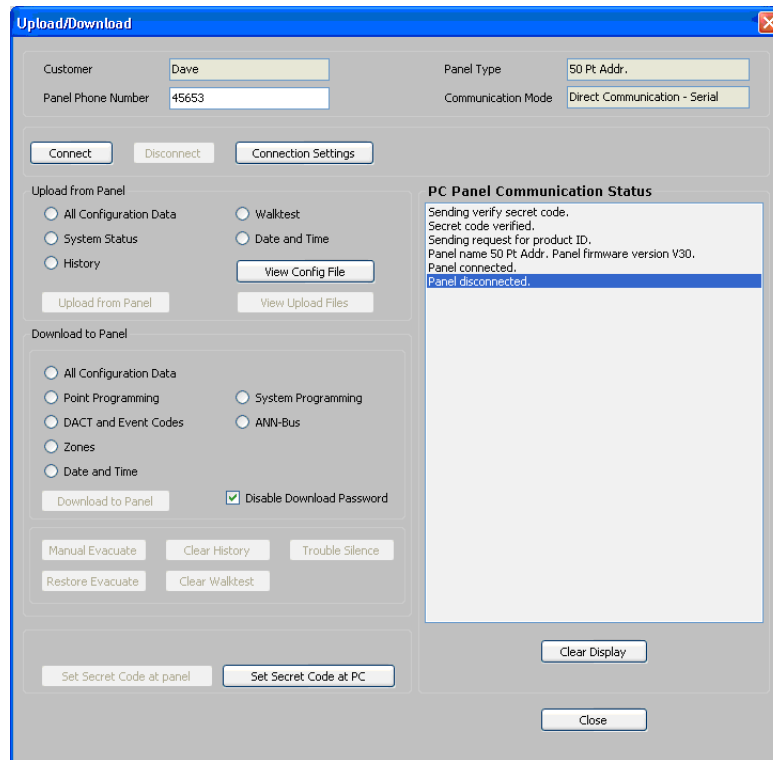 Upload/Download
Customer Dave Panel Type 50 Pt Addr.
Panel Phone Number 45653 Communication Mode Direct Communication - Serial
Connect Disconnect Connection Settings
Upload from Panel
All Configuration Data Walktest
System Status Date and Time
History View Config File
Upload from Panel View Upload Files
Download to Panel
All Configuration Data
Point Programming System Programming
DACT and Event Codes ANN-Bus
Zones
Date and Time
Download to Panel Disable Download Password
Manual Evacuate Clear History Trouble Silence
Restore Evacuate Clear Walktest
Set Secret Code at panel Set Secret Code at PC
PC Panel Communication Status
Sending verify secret code.
Secret code verified.
Sending request for product ID.
Panel name 50 Pt Addr. Panel firmware version V30.
Panel connected.
Panel disconnected.
Clear Display
Close